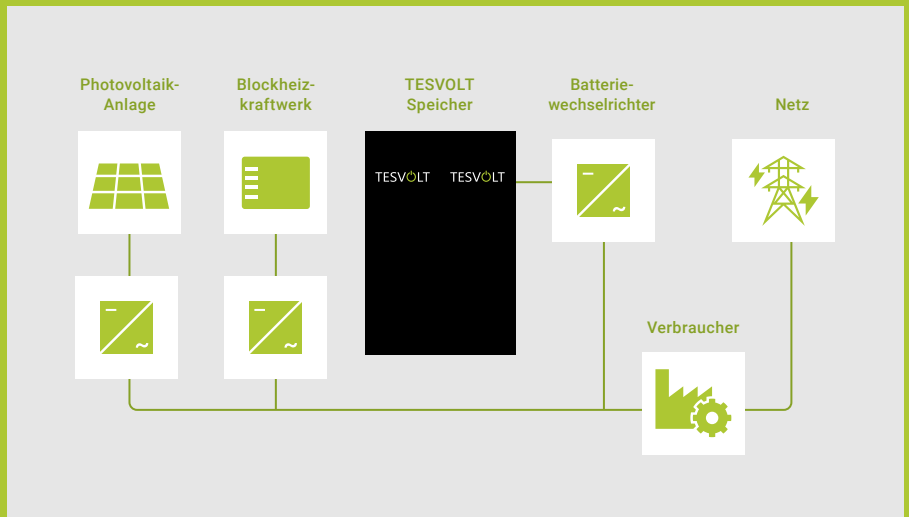 Photovoltaik-
Anlage
Blockheiz-
kraftwerk
TESVOLT
Speicher
Batterie-
wechselrichter
Netz
TESVOLT TESVOLT
Verbraucher